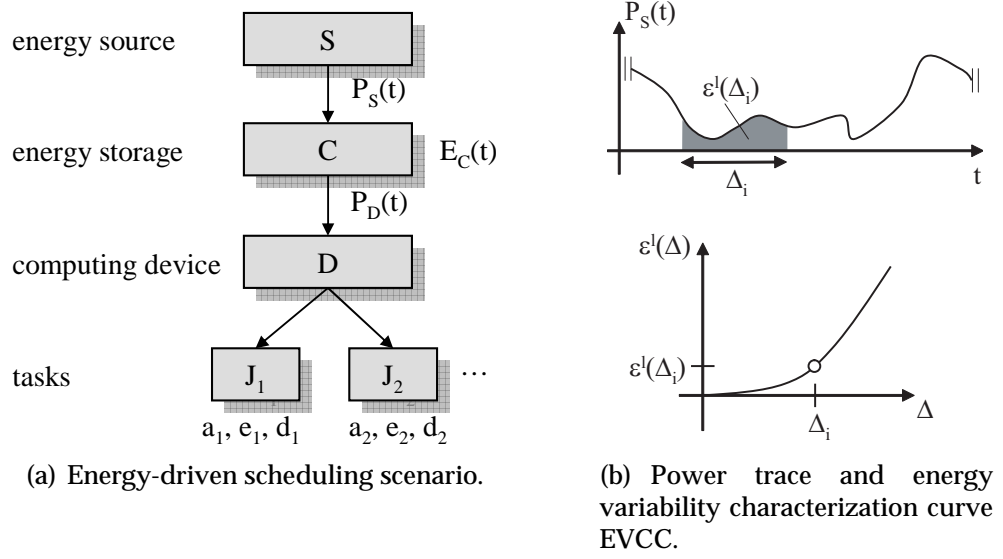 energy source
S
P_S(t)
energy storage
C
E_C(t)
P_D(t)
computing device
D
tasks
J_1
J_2
...
a_1, e_1, d_1
a_2, e_2, d_2
(a) Energy-driven scheduling scenario.
P_S(t)
ε^l(Δ_i)
Δ_i
t
ε^l(Δ)
ε^l(Δ_i)
Δ_i
Δ
(b) Power trace and energy
variability characterization curve
EVCC.